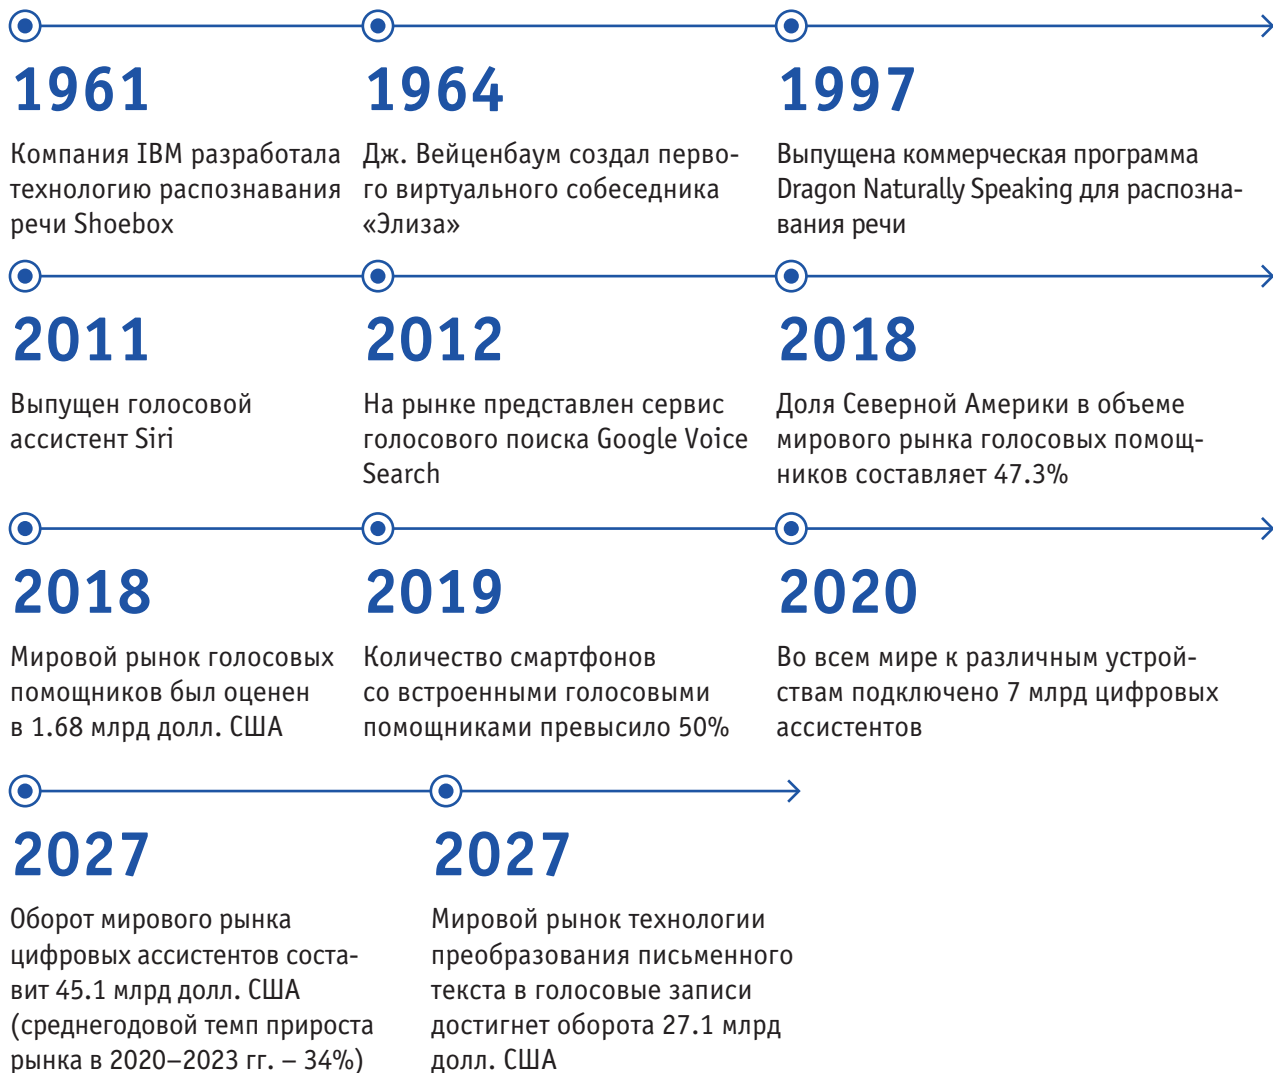 1961
Компания IBM разработала
технологию распознавания
речи Shoebox
1964
Дж. Вейценбаум создал перво-
го виртуального собеседника
«Элиза»
1997
Выпущена коммерческая программа
Dragon Naturally Speaking для распозна-
вания речи
2011
Выпущен голосовой
ассистент Siri
2012
На рынке представлен сервис
голосового поиска Google Voice
Search
2018
Доля Северной Америки в объеме
мирового рынка голосовых помощ-
ников составляет 47.3%
2018
Мировой рынок голосовых
помощников был оценен
в 1.68 млрд долл. США
2019
Количество смартфонов
со встроенными голосовыми
помощниками превысило 50%
2020
Во всем мире к различным устрой-
ствам подключено 7 млрд цифровых
ассистентов
2027
Оборот мирового рынка
цифровых ассистентов соста-
вит 45.1 млрд долл. США
(среднегодовой темп прироста
рынка в 2020–2023 гг. – 34%)
2027
Мировой рынок технологии
преобразования письменного
текста в голосовые записи
достигнет оборота 27.1 млрд
долл. США